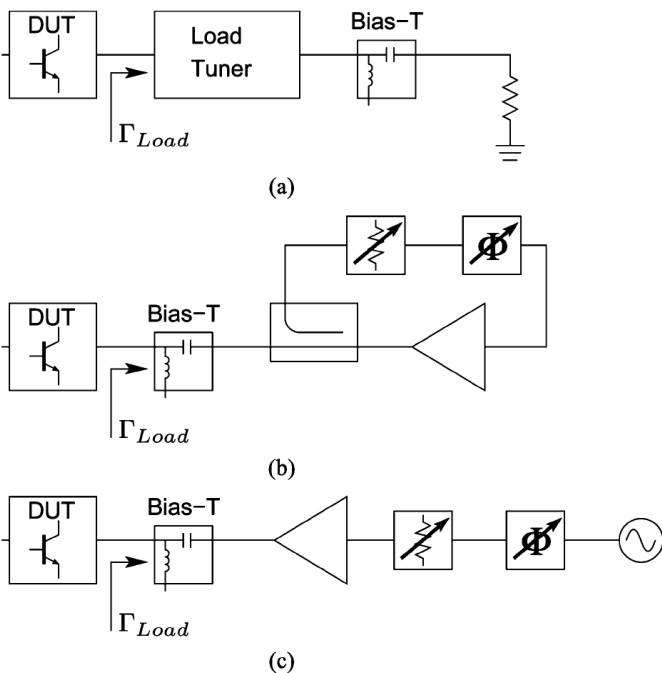 DUT
Load
Tuner
Bias-T
Γ_Load
(a)
Φ
DUT
Bias-T
Γ_Load
(b)
DUT
Bias-T
Φ
Γ_Load
(c)